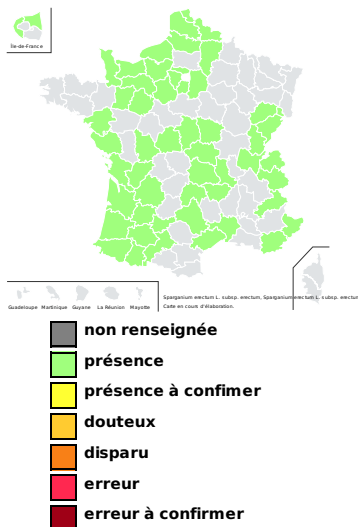 Île-de-France
Guadeloupe Martinique Guyane La Réunion Mayotte
Sparganium erectum L. subsp. erectum, Sparganium erectum L. subsp. erectum
Carte en cours d'élaboration.
non renseignée
présence
présence à confimer
douteux
disparu
erreur
erreur à confirmer